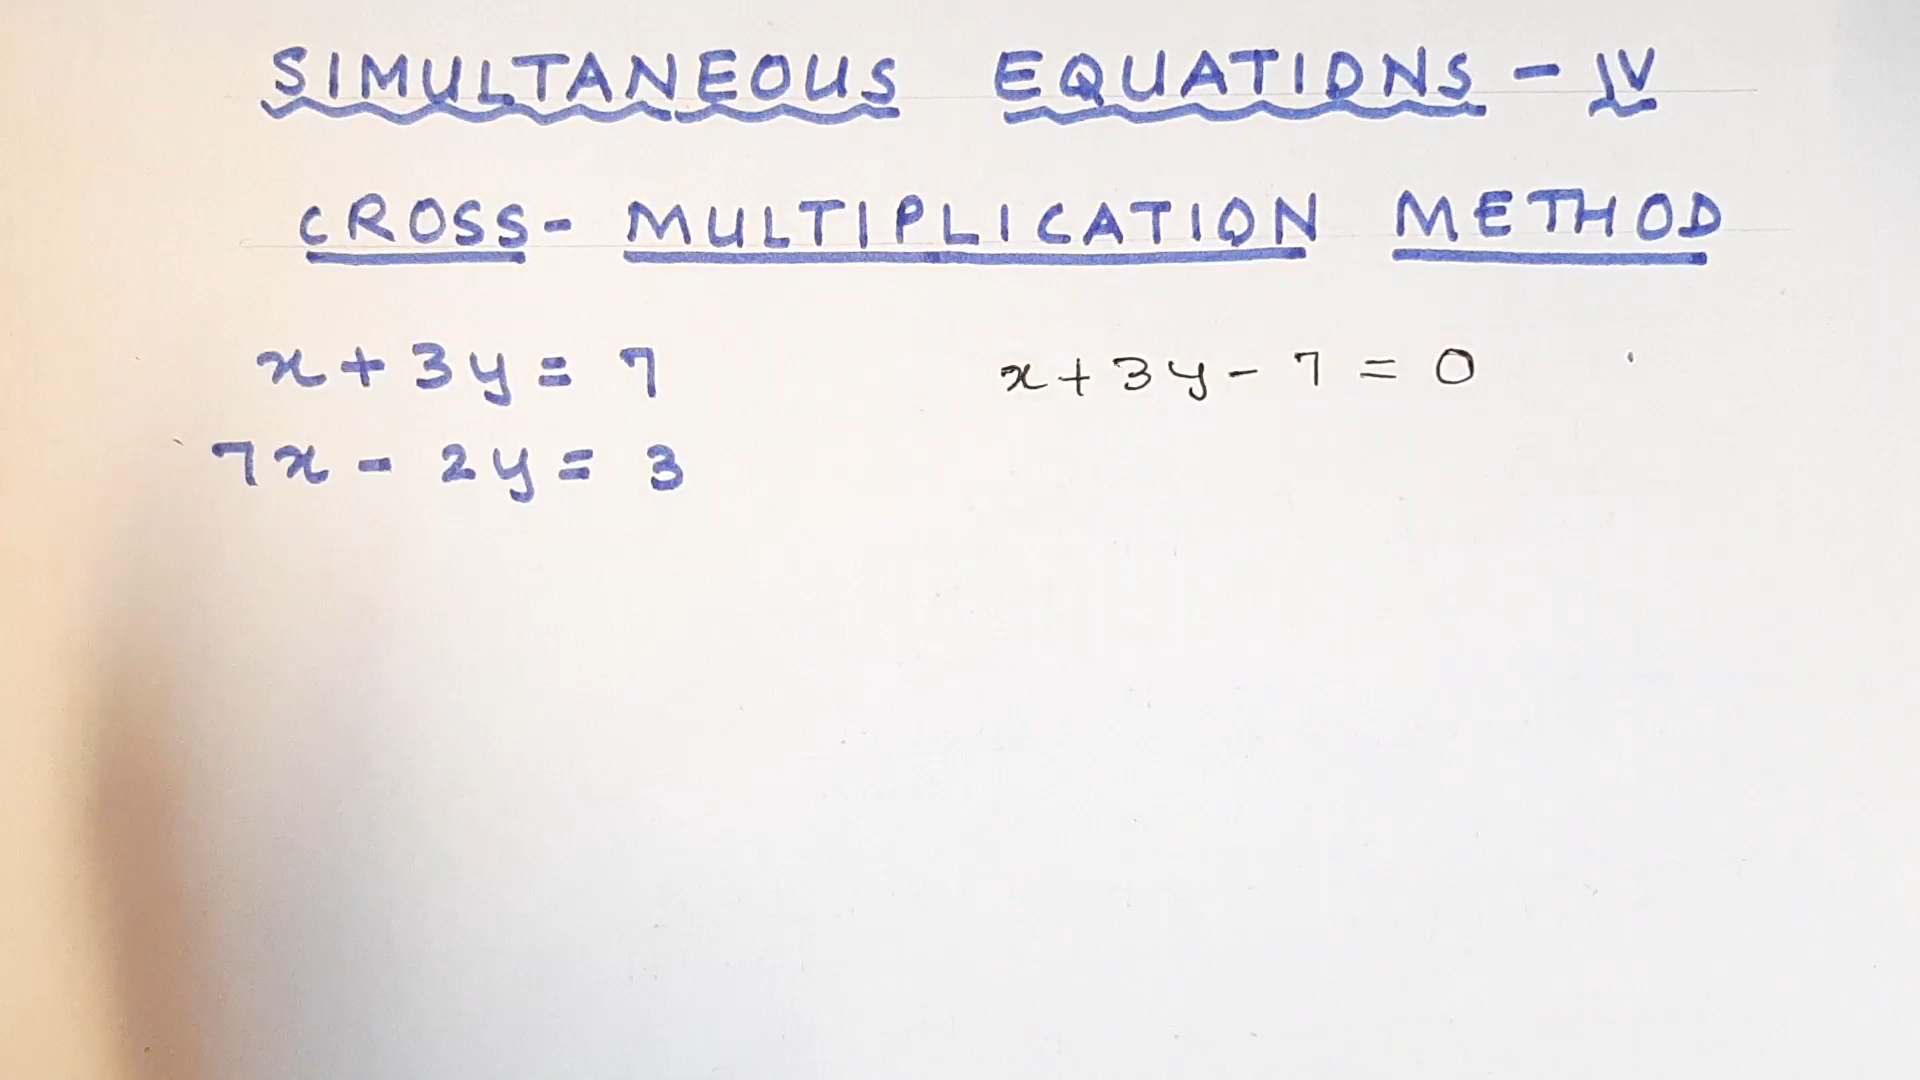 SIMULTANEOUS EQUATIONS - IV
CROSS- MULTIPLICATION METHOD
x + 3y = 7
x + 3y - 7 = 0
7x - 2y = 3